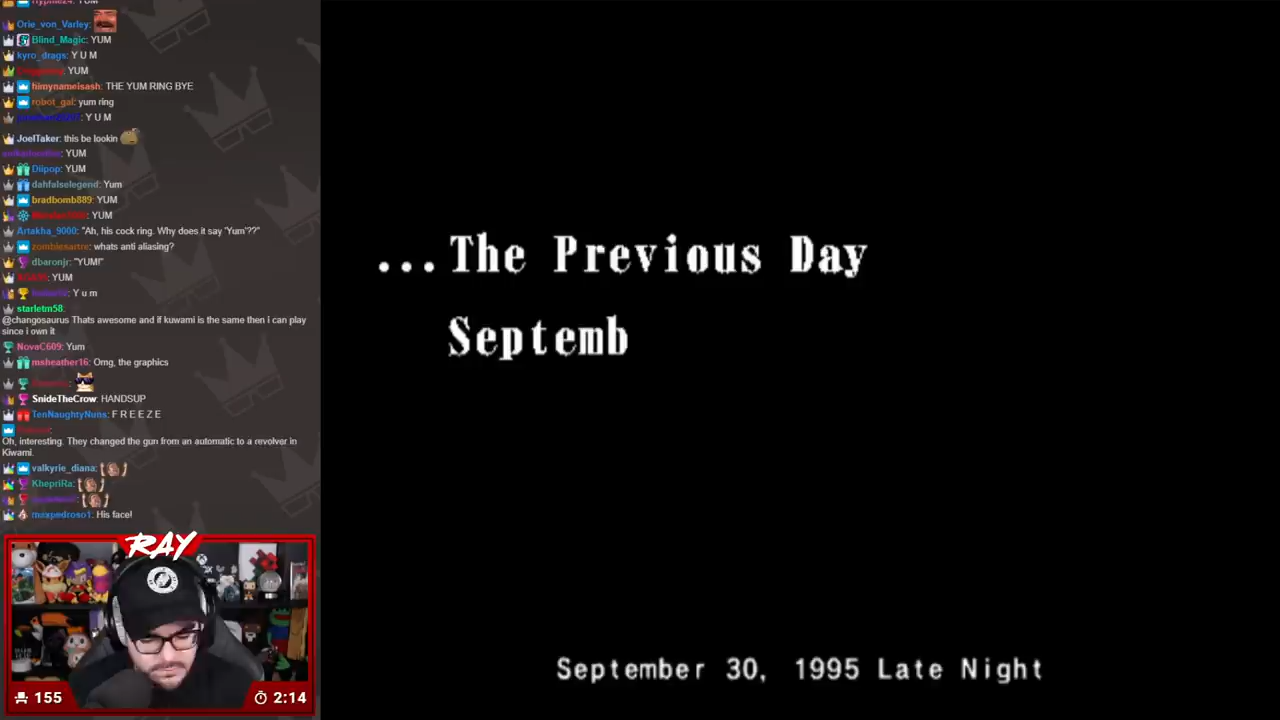 Orie_von_Varley:
Blind_Magic: YUM
kyro_drags: Y U M
YUM
himynameisash: THE YUM RING BYE
robot_gal: yum ring
Y U M
JoelTaker: this be lookin
YUM
Diipop: YUM
dahfalselegend: Yum
bradbomb889: YUM
YUM
Artakha_9000: "Ah, his cock ring. Why does it say 'Yum'??"
zombiesartre: whats anti aliasing?
dbaronjr: "YUM!"
YUM
Y u m
starletm58:
@changosaurus Thats awesome and if kuwami is the same then i can play
since i own it
NovaC609: Yum
msheather16: Omg, the graphics
SnideTheCrow: HANDSUP
TenNaughtyNuns: F R E E Z E
Oh, interesting. They changed the gun from an automatic to a revolver in
Kiwami.
valkyrie_diana:
KhepriRa:
maxpedroso1: His face!
RAY
155
2:14
...The Previous Day
Septemb
September 30, 1995 Late Night